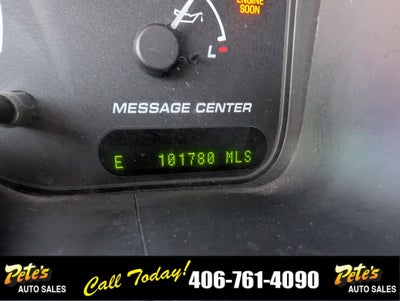 ENGINE
SOON
L
MESSAGE CENTER
E 101780 MLS
Pete's
AUTO SALES
Call Today!
406-761-4090
Pete's
AUTO SALES